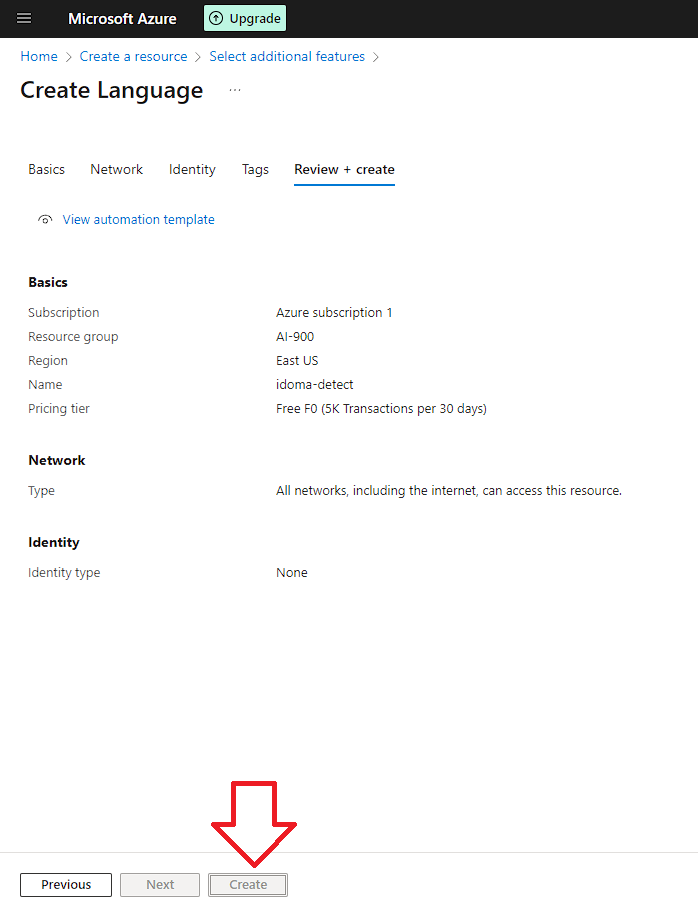 Microsoft Azure Upgrade
Home > Create a resource > Select additional features >
Create Language ...
Basics Network Identity Tags Review + create
View automation template
Basics
Subscription Azure subscription 1
Resource group AI-900
Region East US
Name idoma-detect
Pricing tier Free F0 (5K Transactions per 30 days)
Network
Type All networks, including the internet, can access this resource.
Identity
Identity type None
Previous Next Create